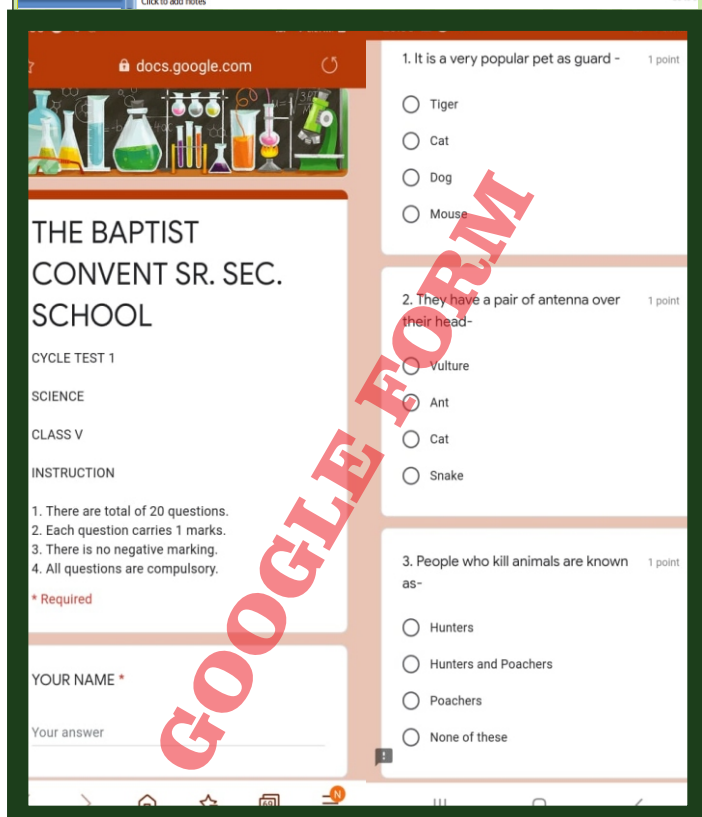 Click to add notes
docs.google.com
THE BAPTIST
CONVENT SR. SEC.
SCHOOL
CYCLE TEST 1
SCIENCE
CLASS V
INSTRUCTION
1. There are total of 20 questions.
2. Each question carries 1 marks.
3. There is no negative marking.
4. All questions are compulsory.
* Required
YOUR NAME *
Your answer
N
1. It is a very popular pet as guard - 1 point
Tiger
Cat
Dog
Mouse
2. They have a pair of antenna over 1 point
their head-
Vulture
Ant
Cat
Snake
3. People who kill animals are known 1 point
as-
Hunters
Hunters and Poachers
Poachers
None of these
GOOGLE FORM